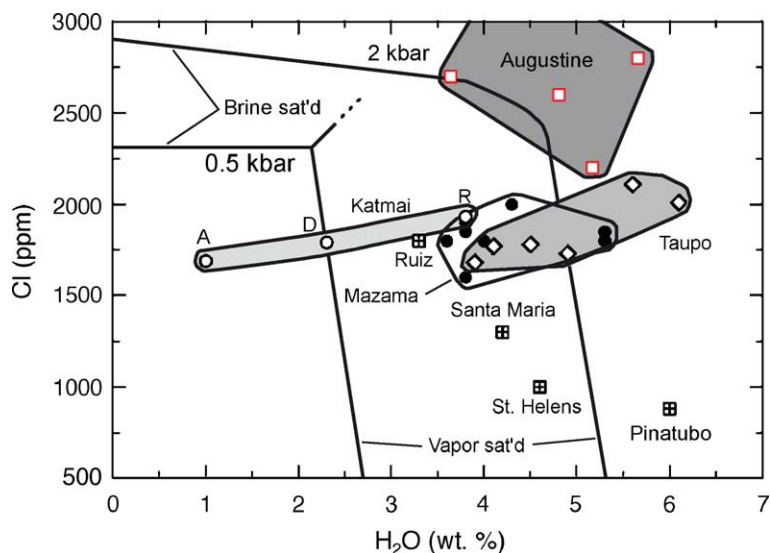 3000
2500
2000
1500
1000
500
Cl (ppm)
2 kbar
Augustine
Brine sat'd
0.5 kbar
A
D
Katmai
R
Ruiz
Taupo
Mazama
Santa Maria
St. Helens
Pinatubo
Vapor sat'd
0 1 2 3 4 5 6 7
H₂O (wt. %)